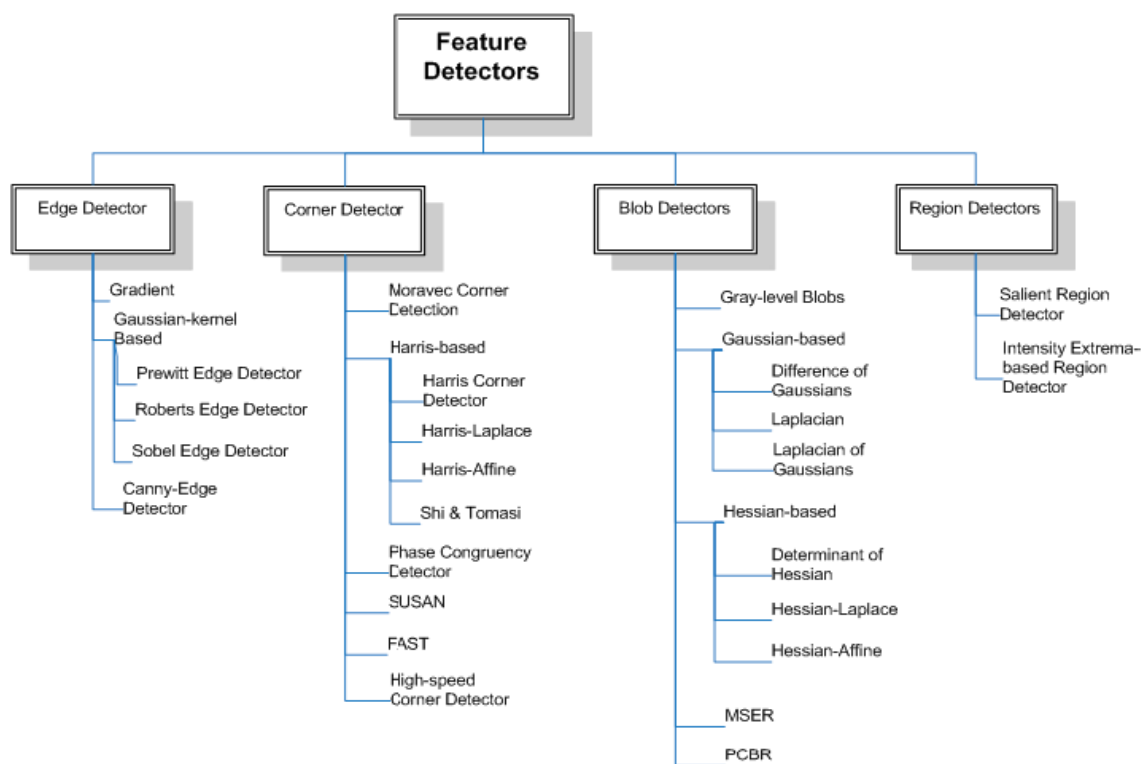 Feature
Detectors
Edge Detector
Gradient
Gaussian-kernel
Based
Prewitt Edge Detector
Roberts Edge Detector
Sobel Edge Detector
Canny-Edge
Detector
Corner Detector
Moravec Corner
Detection
Harris-based
Harris Corner
Detector
Harris-Laplace
Harris-Affine
Shi & Tomasi
Phase Congruency
Detector
SUSAN
FAST
High-speed
Corner Detector
Blob Detectors
Gray-level Blobs
Gaussian-based
Difference of
Gaussians
Laplacian
Laplacian of
Gaussians
Hessian-based
Determinant of
Hessian
Hessian-Laplace
Hessian-Affine
MSER
PCBR
Region Detectors
Salient Region
Detector
Intensity Extrema-
based Region
Detector